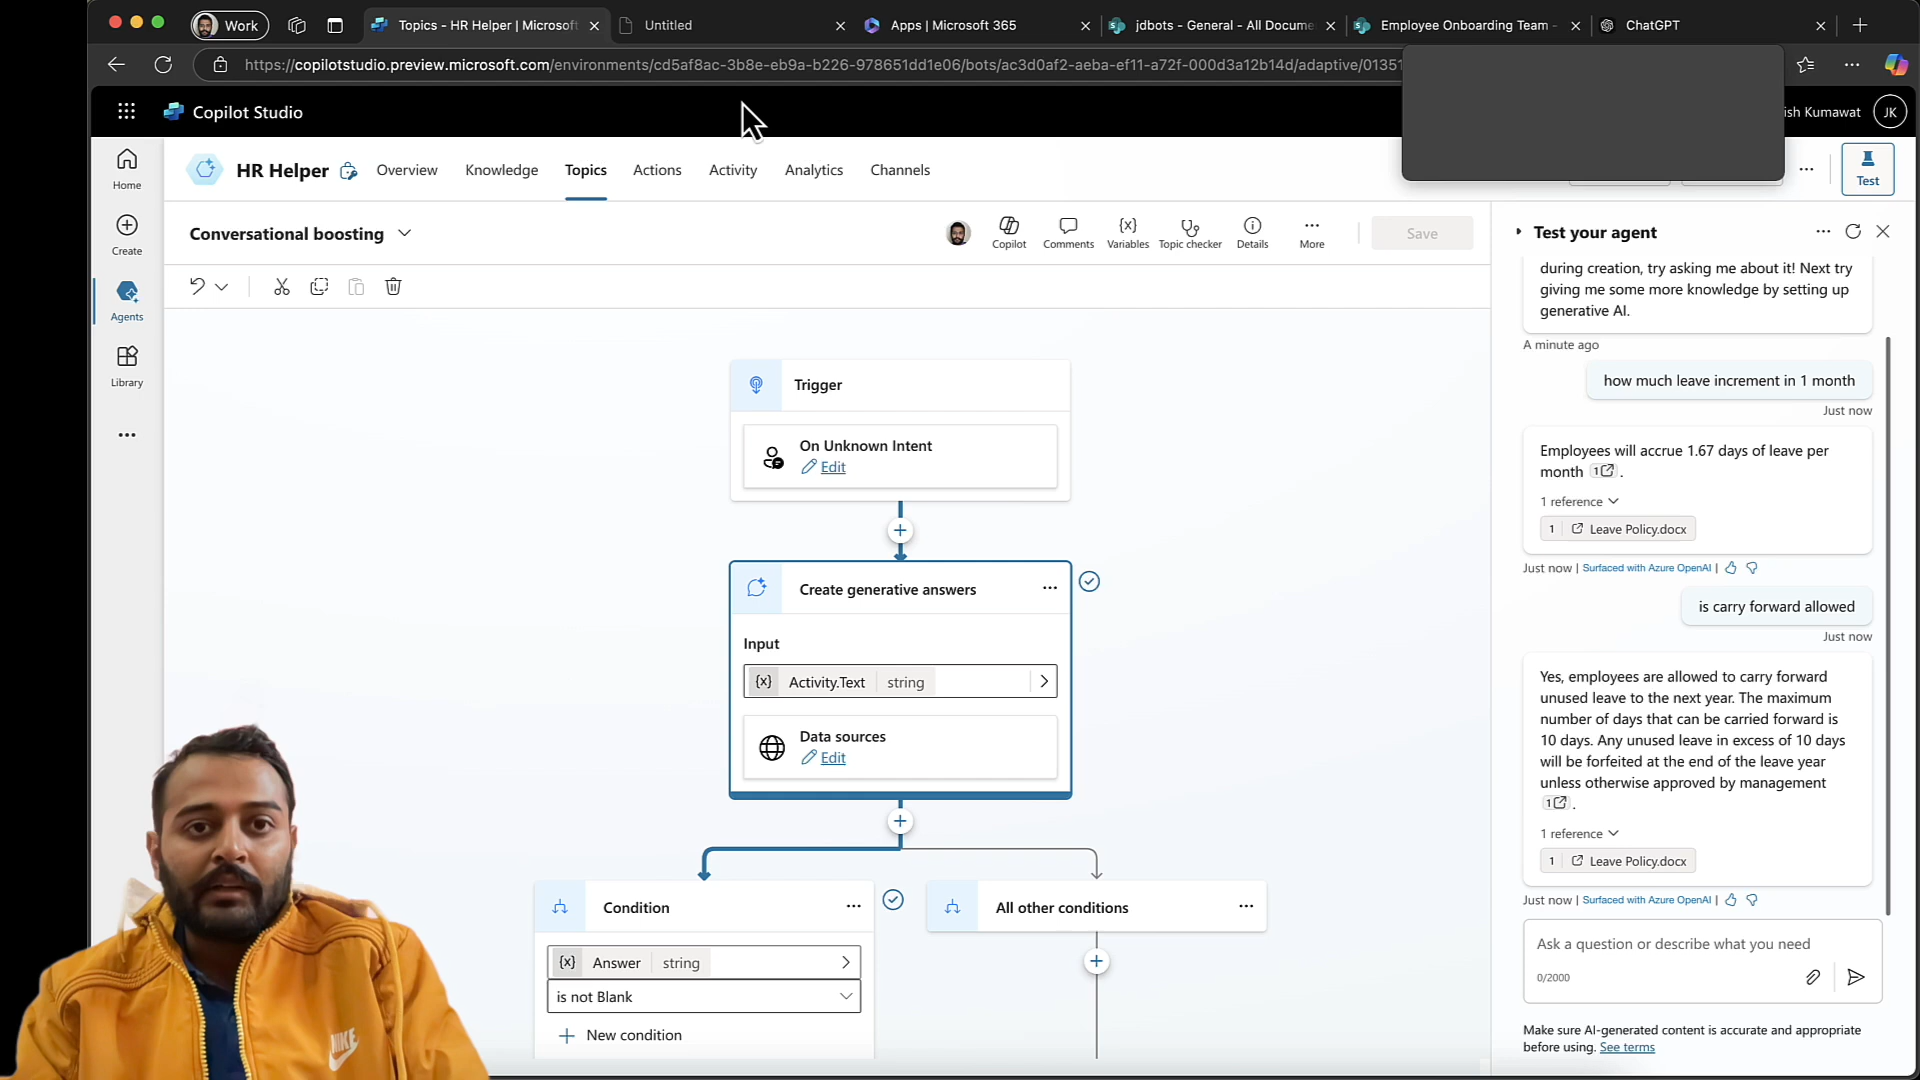 Work
Topics - HR Helper | Microsoft
Untitled
Apps | Microsoft 365
jdbots - General - All Docume
Employee Onboarding Team -
ChatGPT
https://copilotstudio.preview.microsoft.com/environments/cd5af8ac-3b8e-eb9a-b226-978651dd1e06/bots/ac3d0af2-aeba-ef11-a72f-000d3a12b14d/adaptive/01351
Copilot Studio
ish Kumawat
JK
HR Helper
Overview
Knowledge
Topics
Actions
Activity
Analytics
Channels
Test
Home
Create
Agents
Library
Conversational boosting
Copilot
Comments
{x}
Variables
Topic checker
Details
More
Save
Trigger
On Unknown Intent
Edit
Create generative answers
Input
{x} Activity.Text string
Data sources
Edit
Condition
{x} Answer string
is not Blank
New condition
All other conditions
Test your agent
during creation, try asking me about it! Next try
giving me some more knowledge by setting up
generative AI.
A minute ago
how much leave increment in 1 month
Just now
Employees will accrue 1.67 days of leave per
month 1 .
1 reference
1 Leave Policy.docx
Just now | Surfaced with Azure OpenAI |
is carry forward allowed
Just now
Yes, employees are allowed to carry forward
unused leave to the next year. The maximum
number of days that can be carried forward is
10 days. Any unused leave in excess of 10 days
will be forfeited at the end of the leave year
unless otherwise approved by management
1 .
1 reference
1 Leave Policy.docx
Just now | Surfaced with Azure OpenAI |
Ask a question or describe what you need
0/2000
Make sure AI-generated content is accurate and appropriate
before using. See terms
NIKE